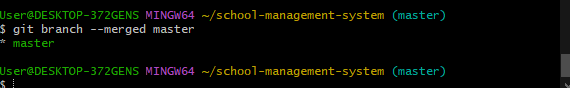 User@DESKTOP-372GENS MINGW64 ~/school-management-system (master)
$ git branch --merged master
* master
User@DESKTOP-372GENS MINGW64 ~/school-management-system (master)
$